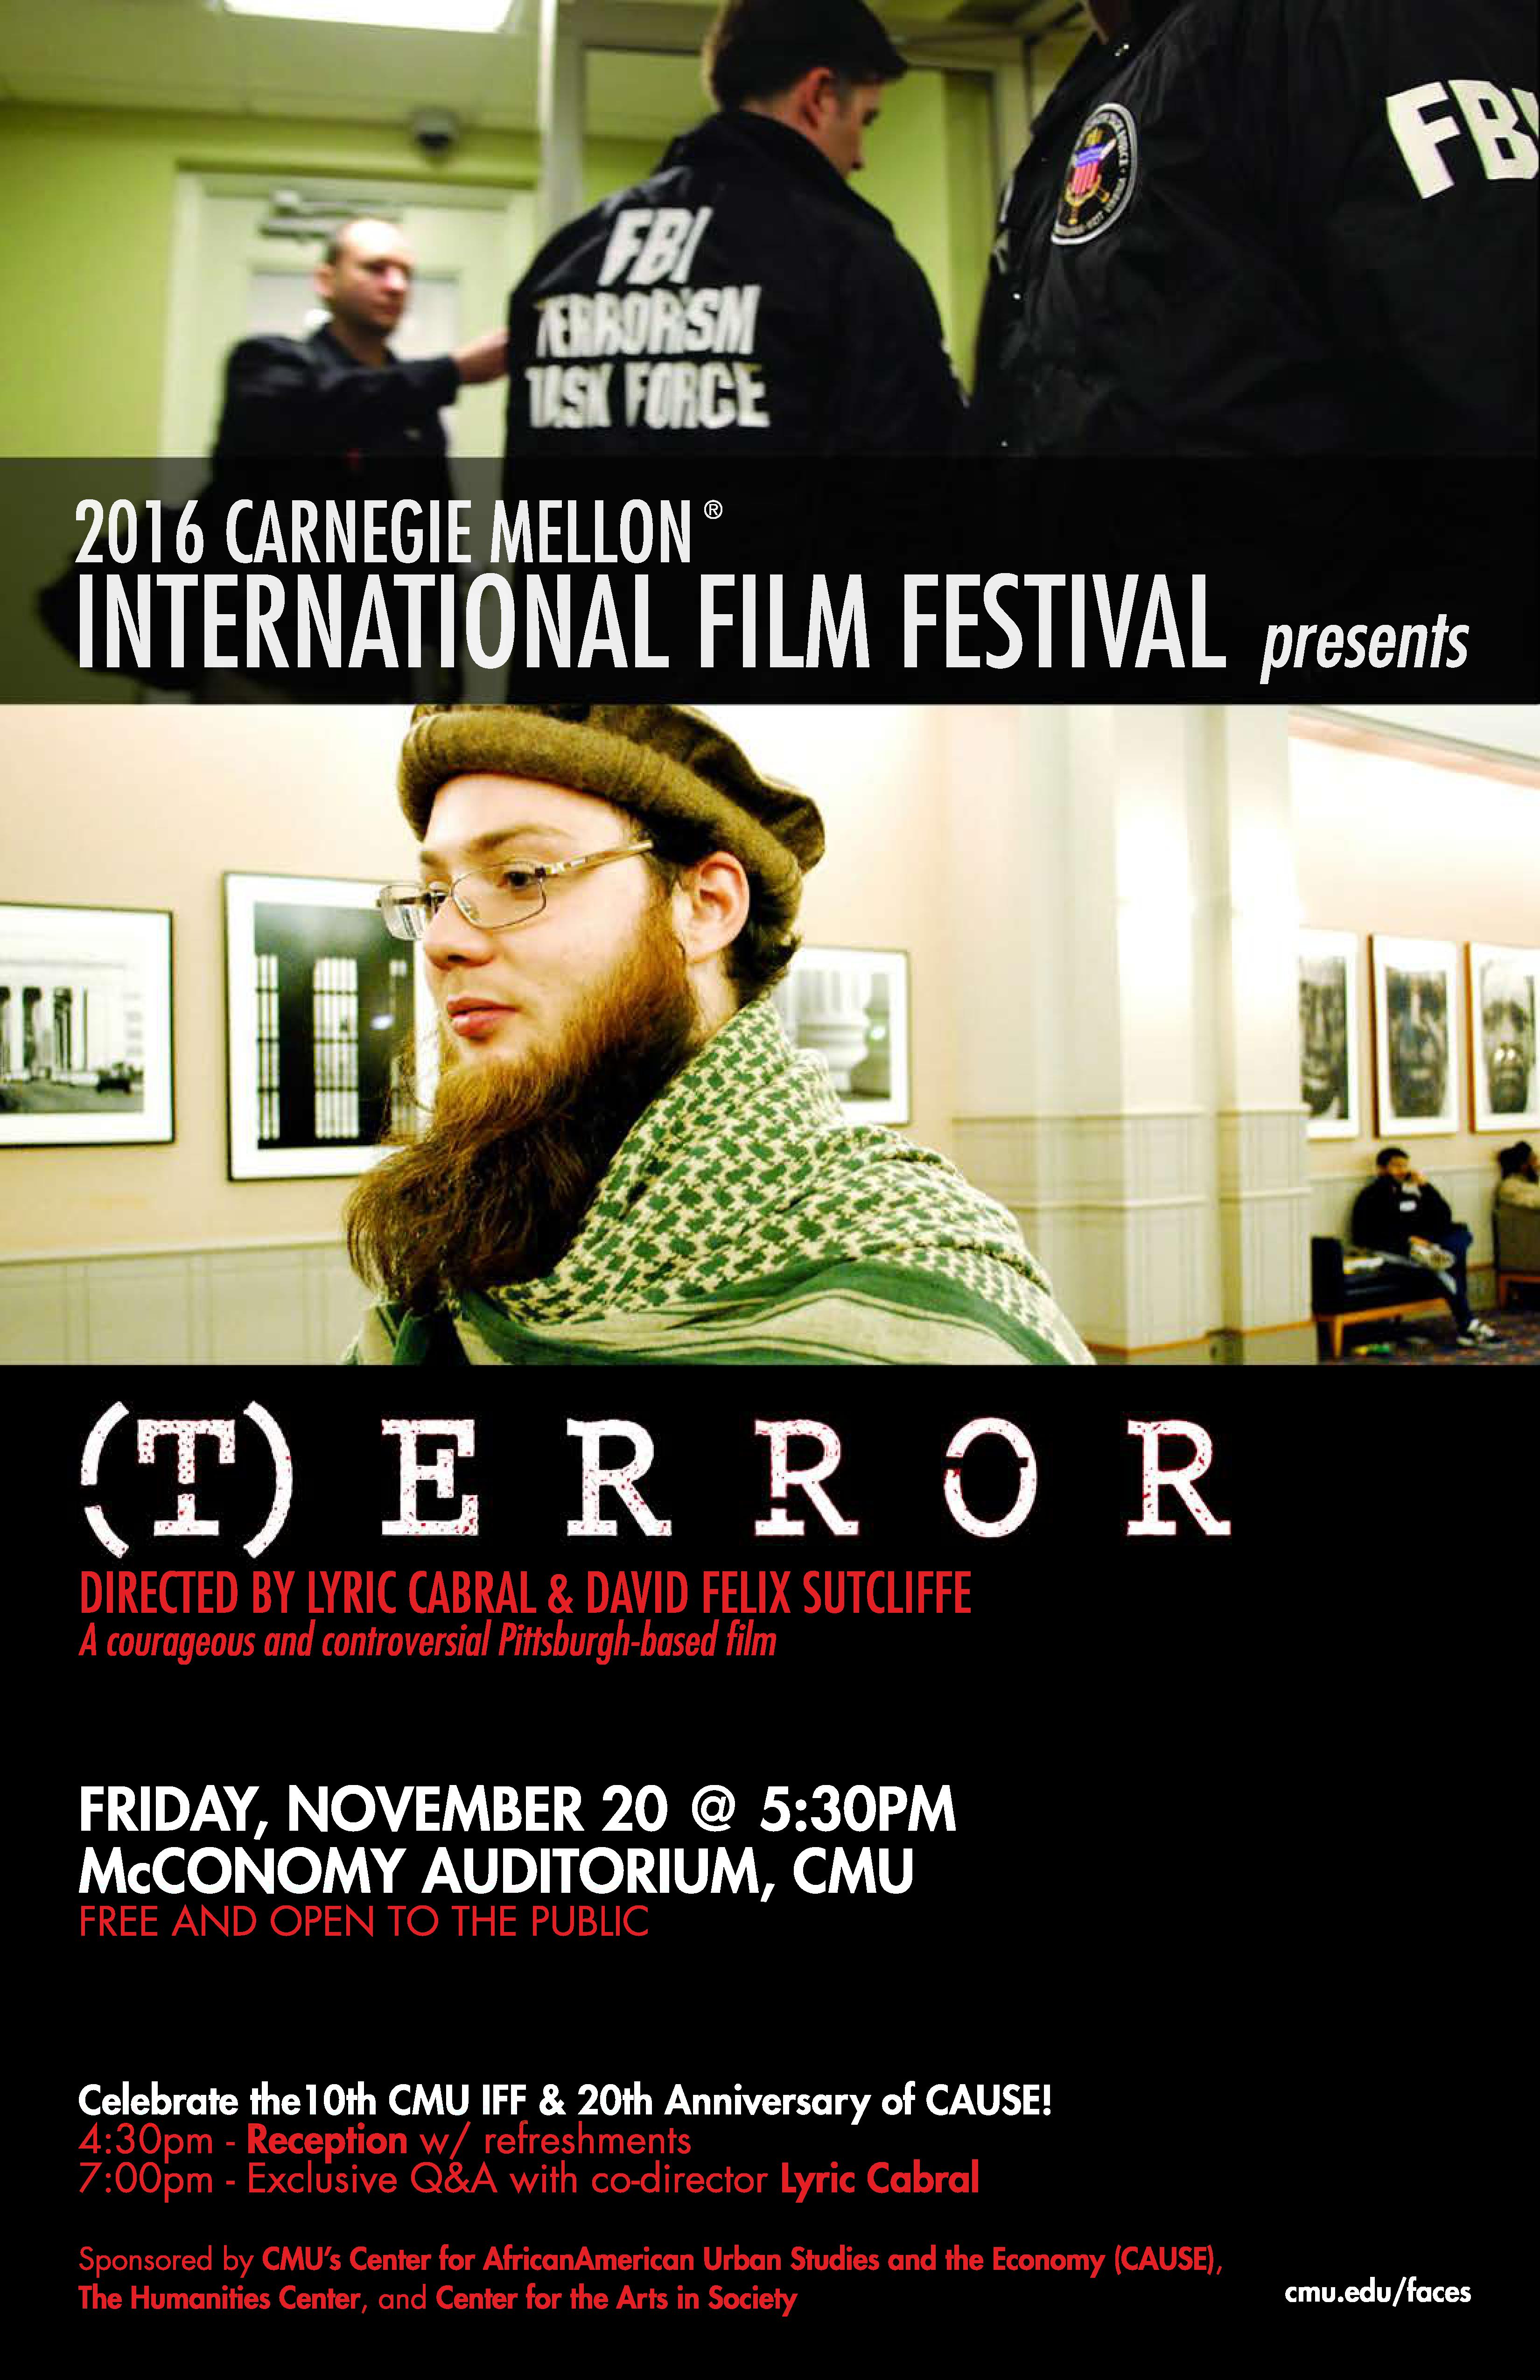 FBI
TERRORISM
TASK FORCE
FBI
2016 CARNEGIE MELLON®
INTERNATIONAL FILM FESTIVAL presents
(T)ERROR
DIRECTED BY LYRIC CABRAL & DAVID FELIX SUTCLIFFE
A courageous and controversial Pittsburgh-based film
FRIDAY, NOVEMBER 20 @ 5:30PM
McCONOMY AUDITORIUM, CMU
FREE AND OPEN TO THE PUBLIC
Celebrate the10th CMU IFF & 20th Anniversary of CAUSE!
4:30pm - Reception w/ refreshments
7:00pm - Exclusive Q&A with co-director Lyric Cabral
Sponsored by CMU's Center for AfricanAmerican Urban Studies and the Economy (CAUSE),
The Humanities Center, and Center for the Arts in Society
cmu.edu/faces